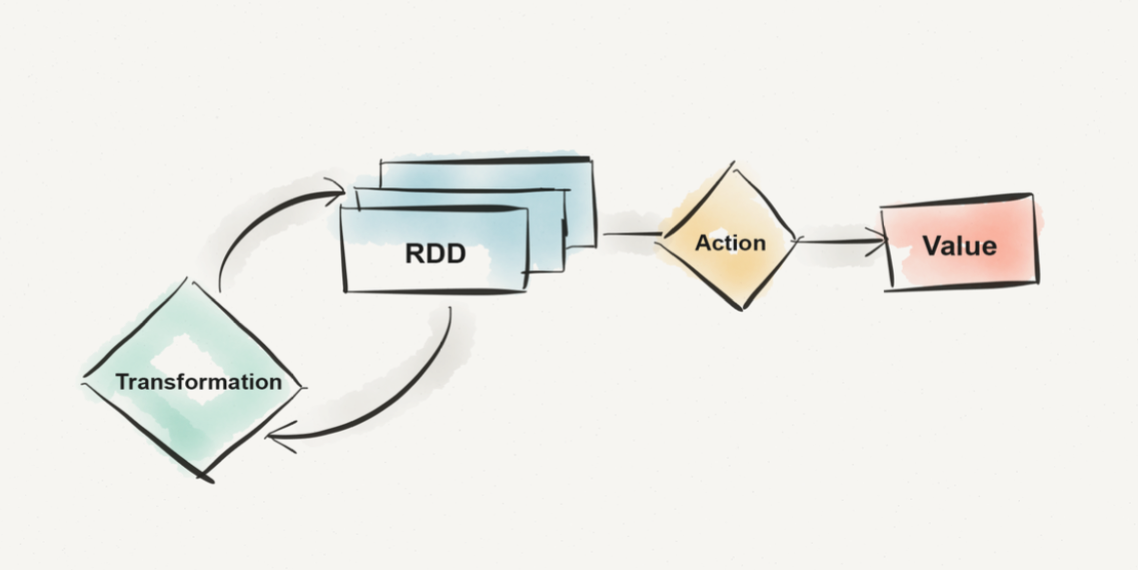 RDD
Action
Value
Transformation